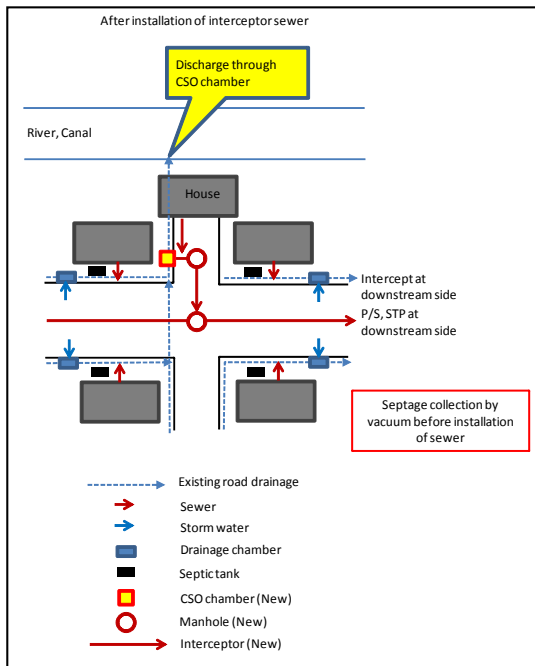 After installation of interceptor sewer
Discharge through
CSO chamber
River, Canal
House
Intercept at
downstream side
P/S, STP at
downstream side
Septage collection by
vacuum before installation
of sewer
Existing road drainage
Sewer
Storm water
Drainage chamber
Septic tank
CSO chamber (New)
Manhole (New)
Interceptor (New)